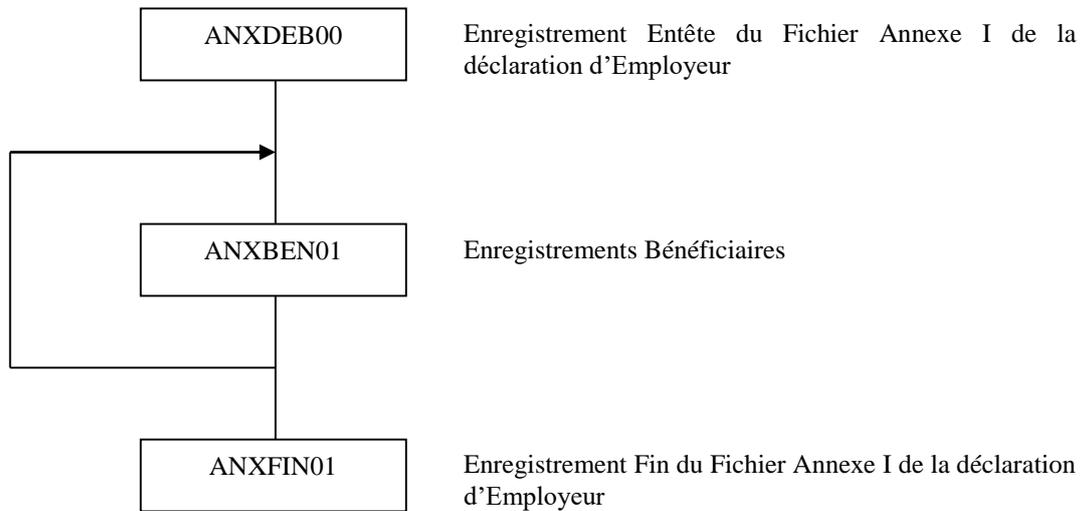 ANXDEB00
Enregistrement Entête du Fichier Annexe I de la
déclaration d’Employeur
ANXBEN01
Enregistrements Bénéficiaires
ANXFIN01
Enregistrement Fin du Fichier Annexe I de la déclaration
d’Employeur